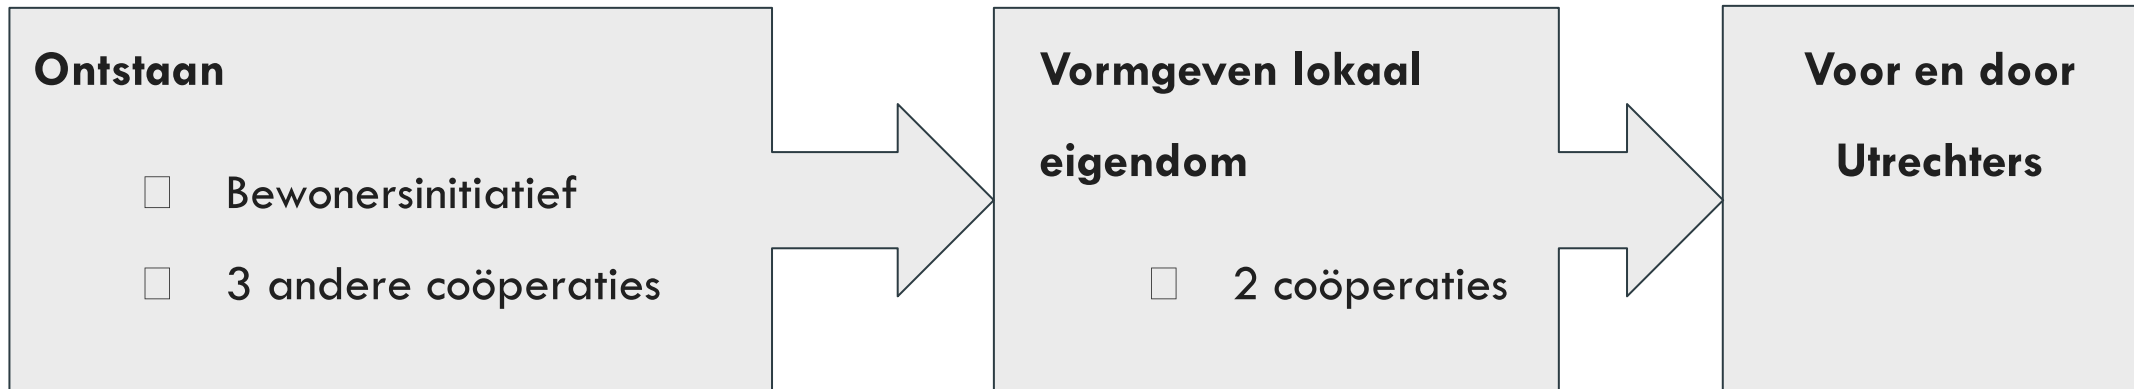 Ontstaan
Bewonersinitiatief
3 andere coöperaties
Vormgeven lokaal
eigendom
2 coöperaties
Voor en door
Utrechters